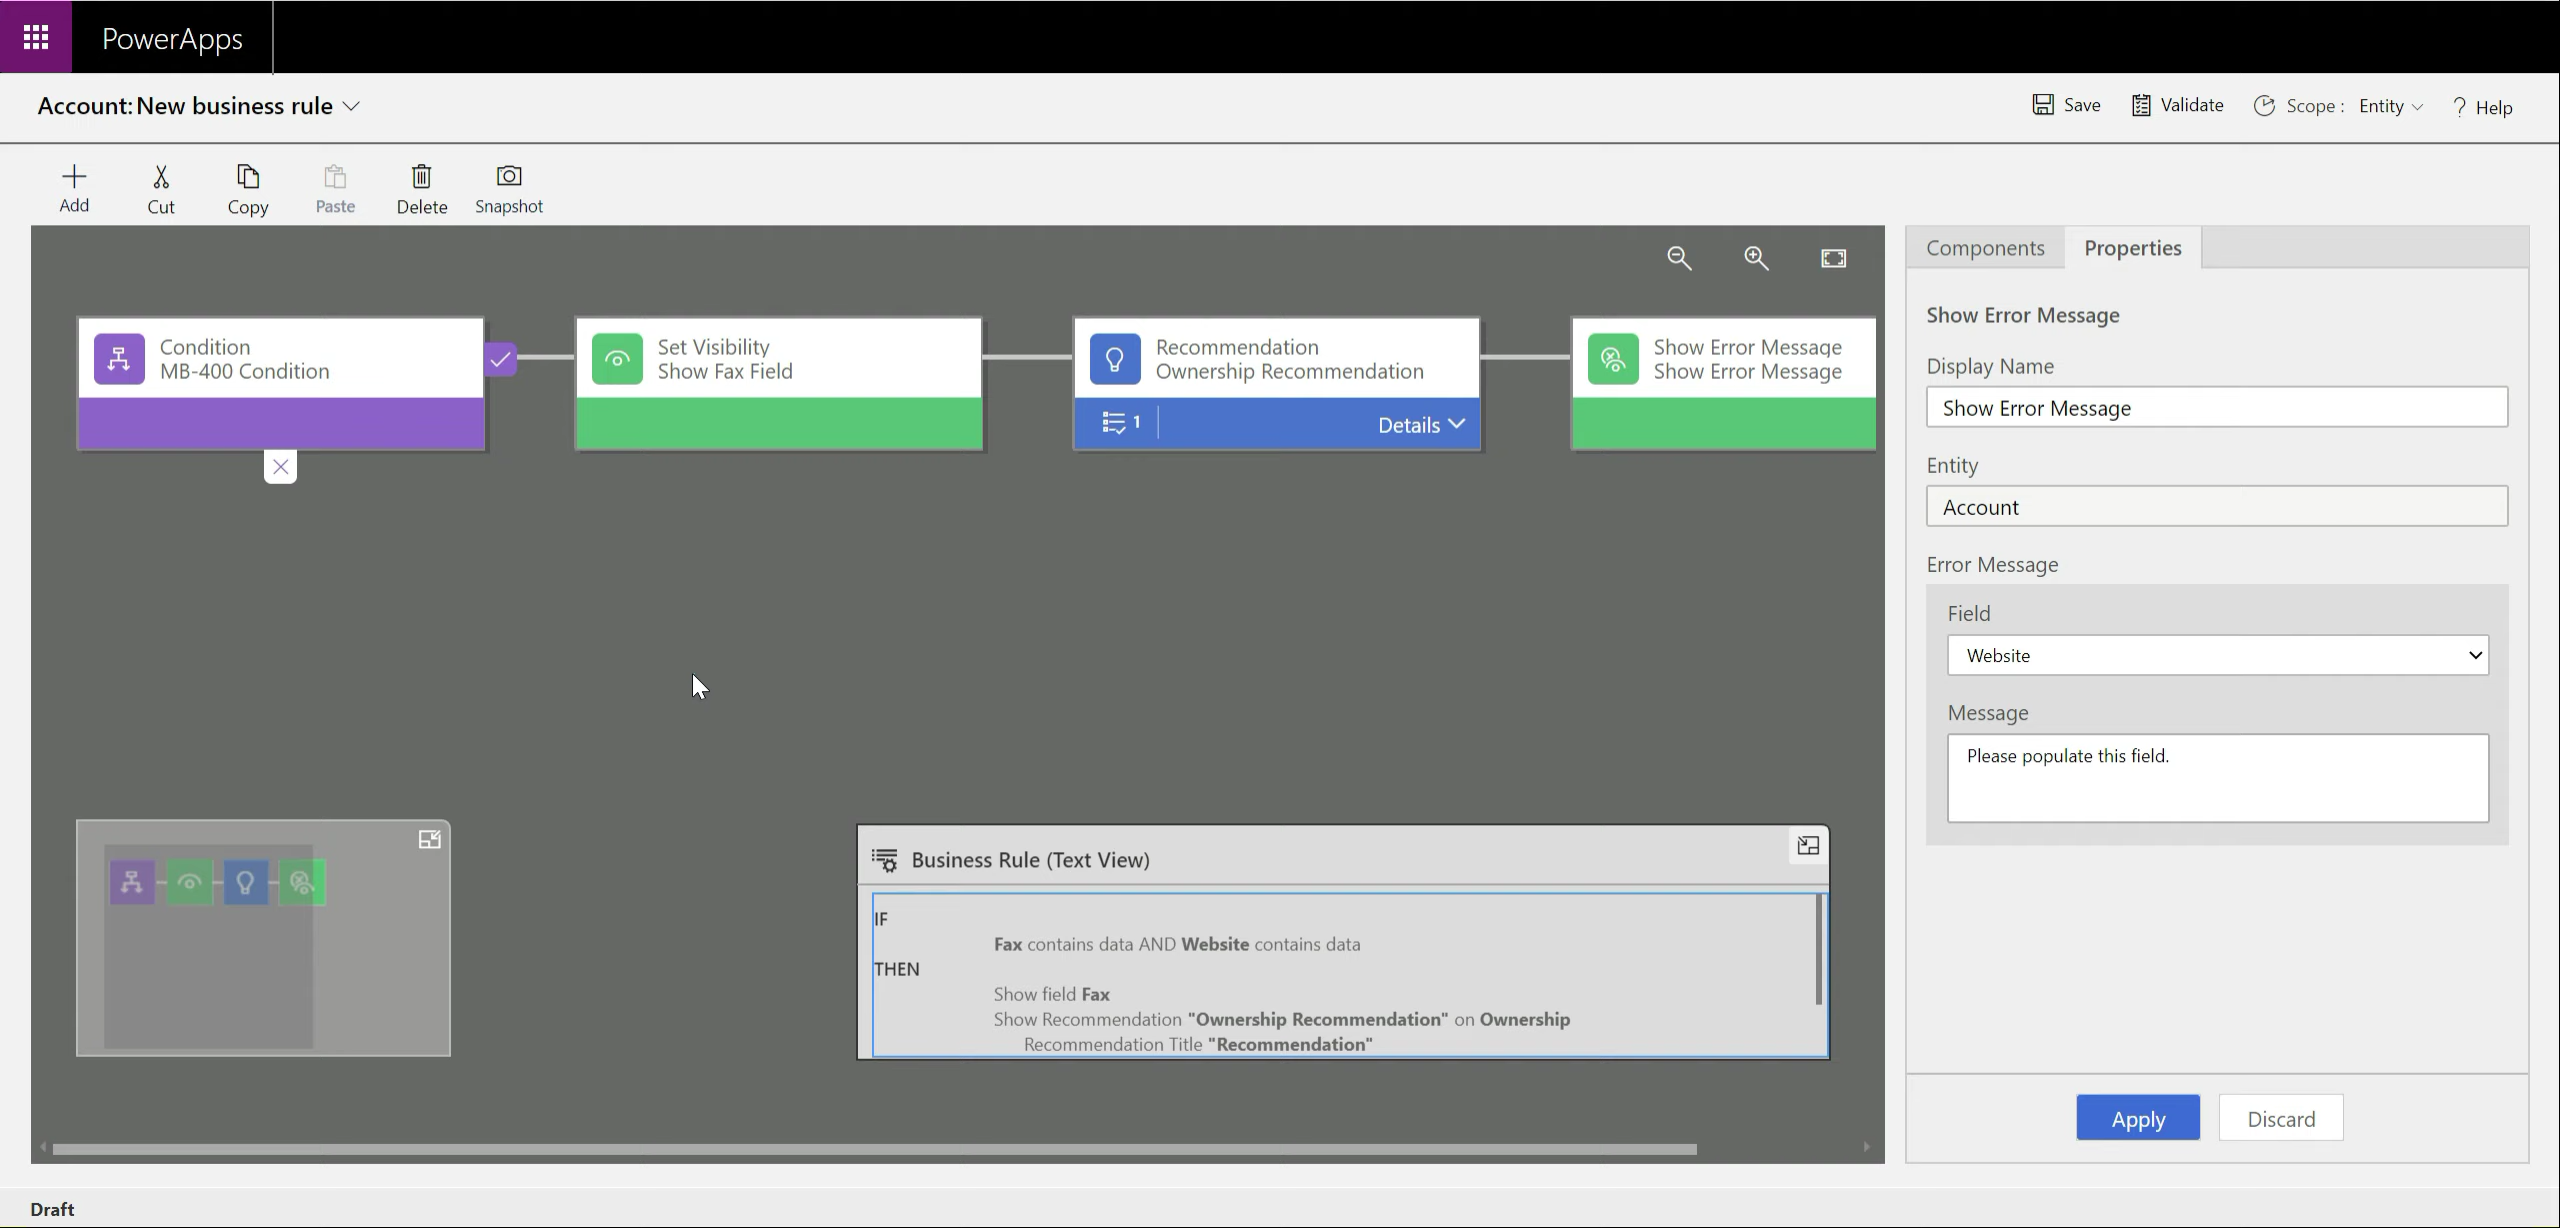 PowerApps
Account: New business rule
Save
Validate
Scope :
Entity
? Help
Add
Cut
Copy
Paste
Delete
Snapshot
Condition
MB-400 Condition
Set Visibility
Show Fax Field
Recommendation
Ownership Recommendation
1
Details
Show Error Message
Show Error Message
Business Rule (Text View)
IF
Fax contains data AND Website contains data
THEN
Show field Fax
Show Recommendation "Ownership Recommendation" on Ownership
Recommendation Title "Recommendation"
Components
Properties
Show Error Message
Display Name
Show Error Message
Entity
Account
Error Message
Field
Website
Message
Please populate this field.
Apply
Discard
Draft